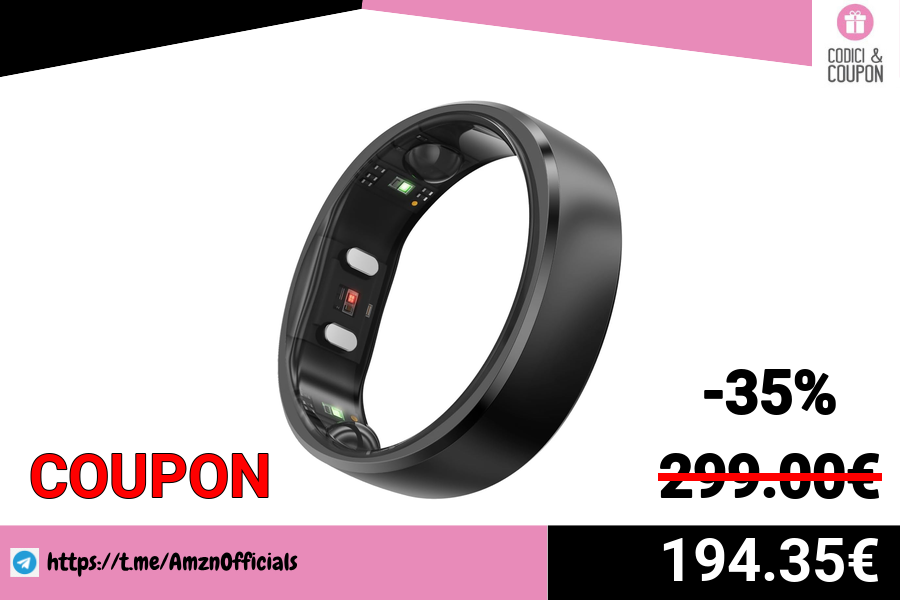 CODICI &
COUPON
-35%
COUPON
299.00€
https://t.me/AmznOfficials
194.35€